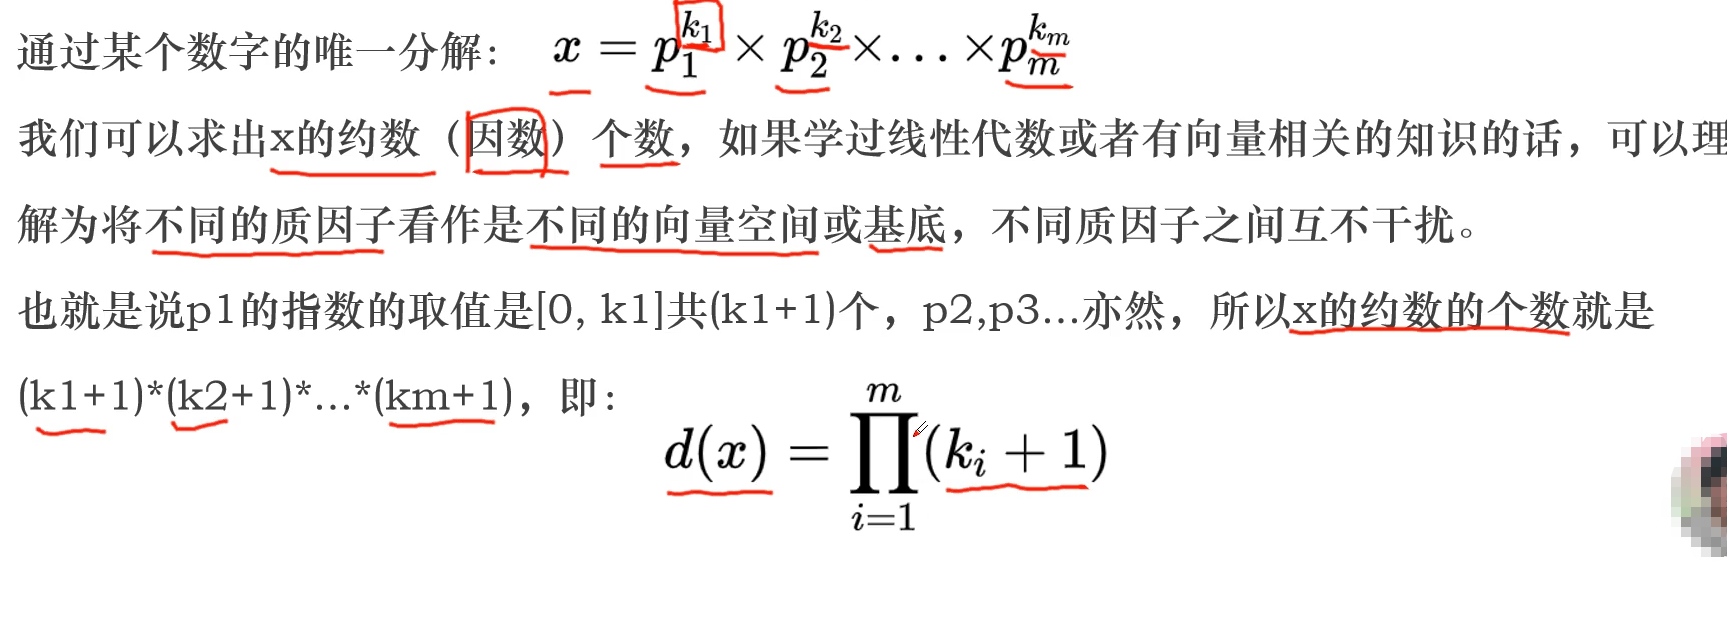 通过某个数字的唯一分解： x = p_1^{k_1} × p_2^{k_2} × … × p_m^{k_m}
我们可以求出x的约数（因数）个数，如果学过线性代数或者有向量相关的知识的话，可以理
解为将不同的质因子看作是不同的向量空间或基底，不同质因子之间互不干扰。
也就是说p1的指数的取值是[0, k1]共(k1+1)个，p2,p3...亦然，所以x的约数的个数就是
(k1+1)*(k2+1)*...*(km+1)，即：
d(x) = ∏_{i=1}^{m} (k_i + 1)